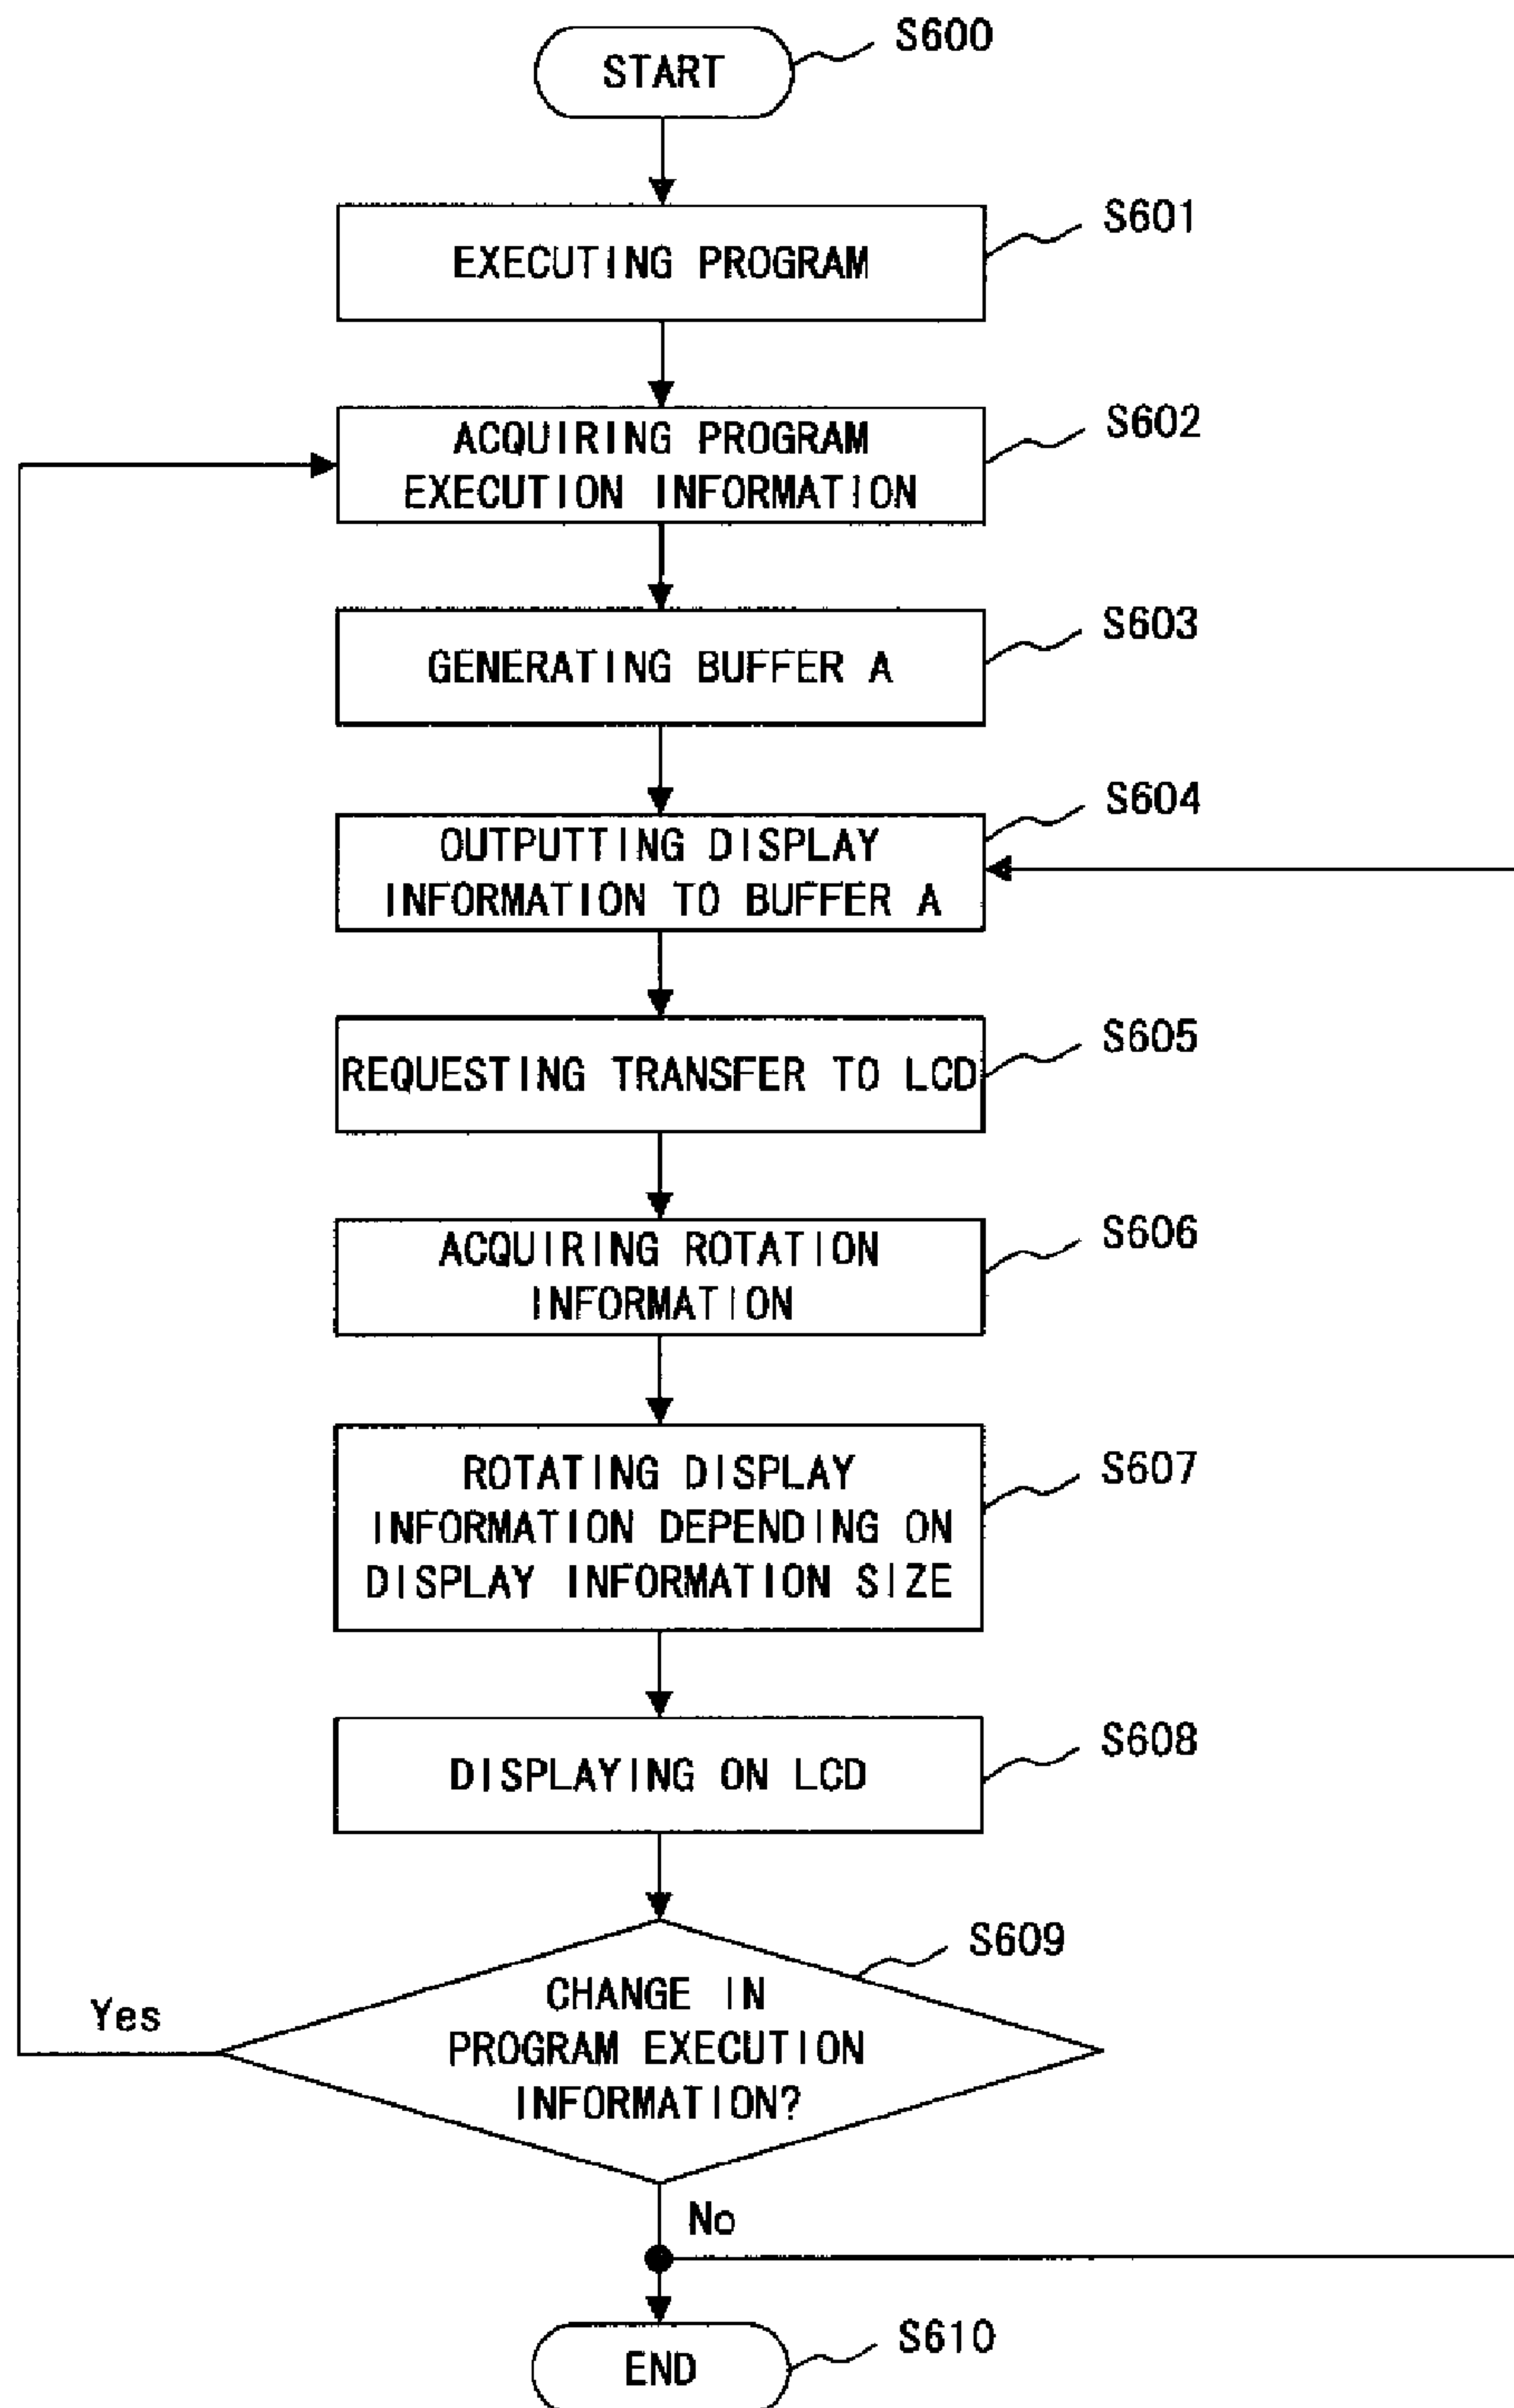 START
S600
EXECUTING PROGRAM
S601
ACQUIRING PROGRAM
EXECUTION INFORMATION
S602
GENERATING BUFFER A
S603
OUTPUTTING DISPLAY
INFORMATION TO BUFFER A
S604
REQUESTING TRANSFER TO LCD
S605
ACQUIRING ROTATION
INFORMATION
S606
ROTATING DISPLAY
INFORMATION DEPENDING ON
DISPLAY INFORMATION SIZE
S607
DISPLAYING ON LCD
S608
CHANGE IN
PROGRAM EXECUTION
INFORMATION?
S609
Yes
No
END
S610